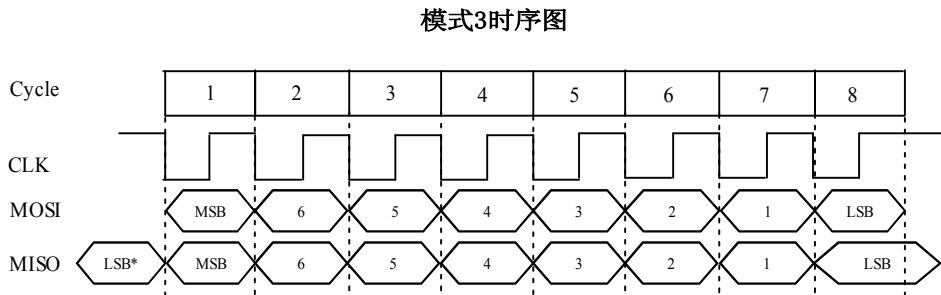 模式3时序图
Cycle 1 2 3 4 5 6 7 8
CLK
MOSI MSB 6 5 4 3 2 1 LSB
MISO LSB* MSB 6 5 4 3 2 1 LSB